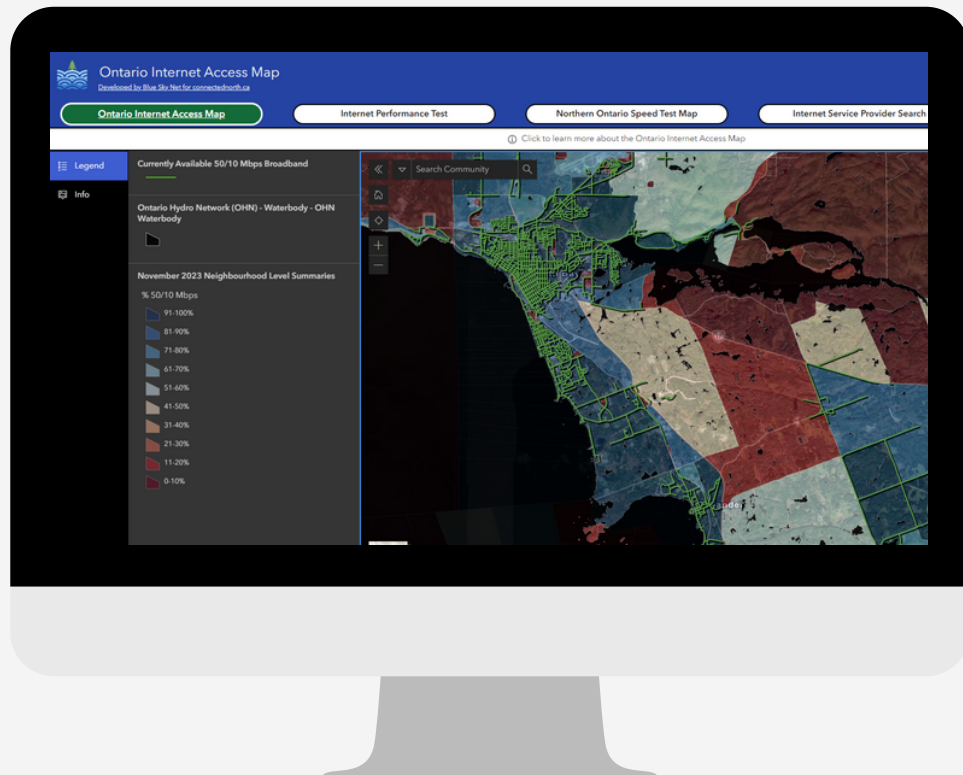 Ontario Internet Access Map
Developed by Blue Sky Net for connectednorth.ca
Ontario Internet Access Map
Internet Performance Test
Northern Ontario Speed Test Map
Internet Service Provider Search
Click to learn more about the Ontario Internet Access Map
Legend
Info
Currently Available 50/10 Mbps Broadband
Ontario Hydro Network (OHN) - Waterbody - OHN
Waterbody
November 2023 Neighbourhood Level Summaries
% 50/10 Mbps
91-100%
81-90%
71-80%
61-70%
51-60%
41-50%
31-40%
21-30%
11-20%
0-10%
Search Community